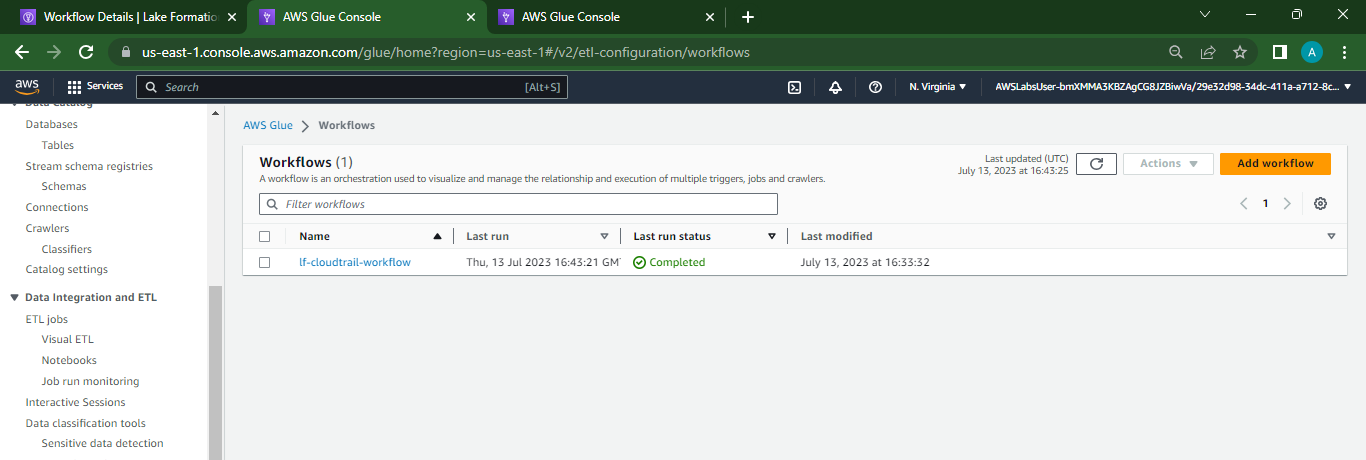 Workflow Details | Lake Formatio
AWS Glue Console
AWS Glue Console
us-east-1.console.aws.amazon.com/glue/home?region=us-east-1#/v2/etl-configuration/workflows
A
aws
Services
Search
[Alt+S]
N. Virginia
AWSLabsUser-bmXMMA3KBZAgCG8JZBiwVa/29e32d98-34dc-411a-a712-8c...
Data Catalog
Databases
Tables
Stream schema registries
Schemas
Connections
Crawlers
Classifiers
Catalog settings
Data Integration and ETL
ETL jobs
Visual ETL
Notebooks
Job run monitoring
Interactive Sessions
Data classification tools
Sensitive data detection
AWS Glue
Workflows
Workflows (1)
A workflow is an orchestration used to visualize and manage the relationship and execution of multiple triggers, jobs and crawlers.
Last updated (UTC)
July 13, 2023 at 16:43:25
Actions
Add workflow
Filter workflows
1
Name
Last run
Last run status
Last modified
lf-cloudtrail-workflow
Thu, 13 Jul 2023 16:43:21 GM
Completed
July 13, 2023 at 16:33:32